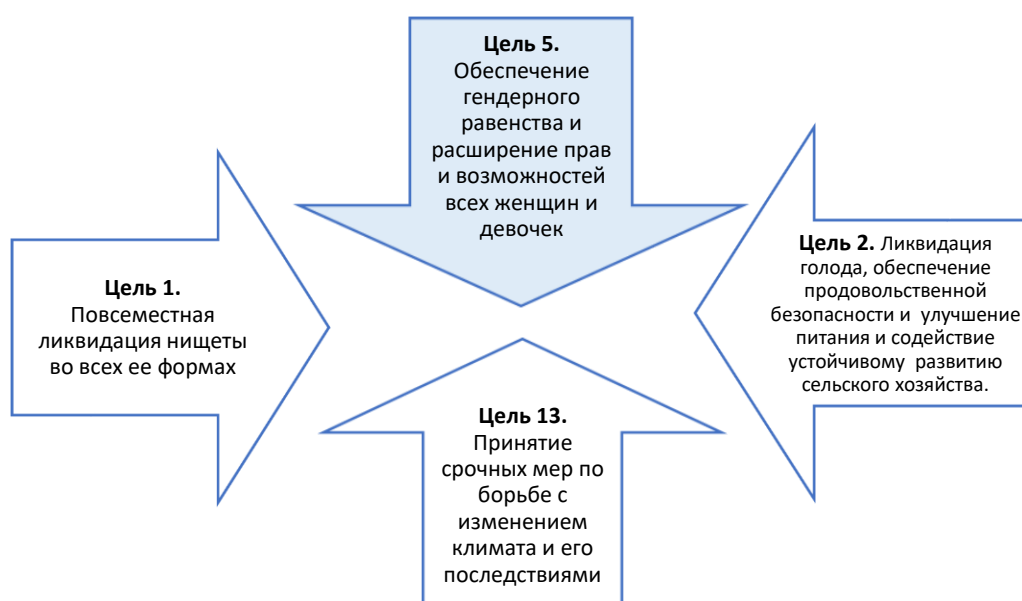 Цель 5.
Обеспечение
гендерного
равенства и
расширение прав
и возможностей
всех женщин и
девочек
Цель 1.
Повсеместная
ликвидация нищеты
во всех ее формах
Цель 2. Ликвидация
голода, обеспечение
продовольственной
безопасности и улучшение
питания и содействие
устойчивому развитию
сельского хозяйства.
Цель 13.
Принятие
срочных мер по
борьбе с
изменением
климата и его
последствиями